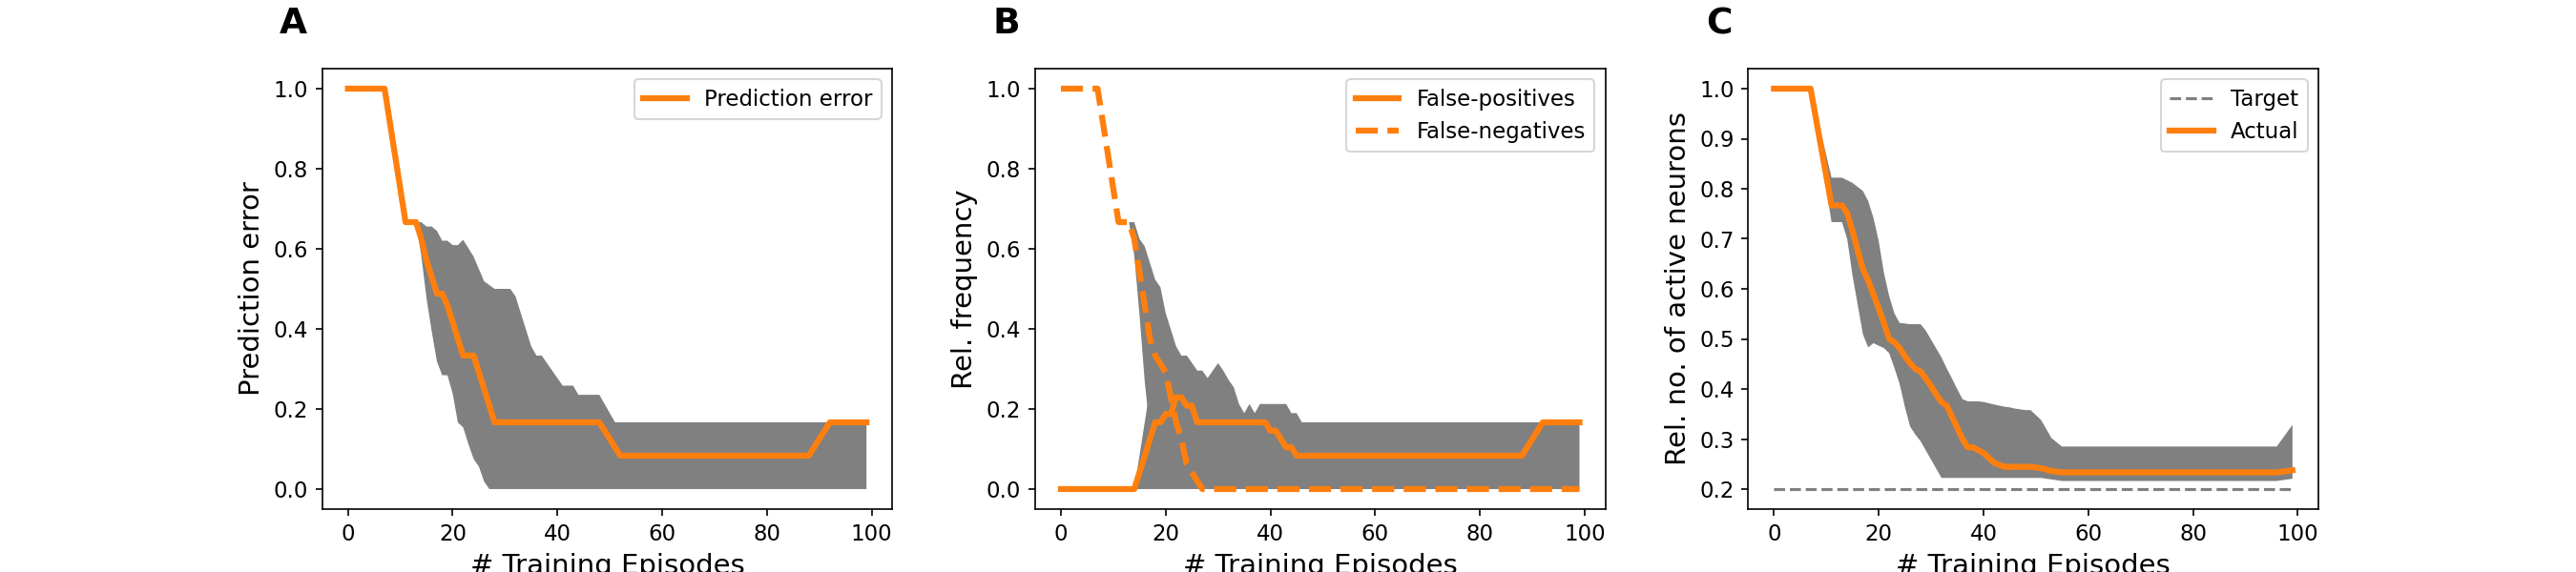 A
B
C
Prediction error
1.0
0.8
0.6
0.4
0.2
0.0
Prediction error
0
20
40
60
80
100
# Training Episodes
Rel. frequency
1.0
0.8
0.6
0.4
0.2
0.0
False-positives
False-negatives
0
20
40
60
80
100
# Training Episodes
Rel. no. of active neurons
1.0
0.9
0.8
0.7
0.6
0.5
0.4
0.3
0.2
Target
Actual
0
20
40
60
80
100
# Training Episodes